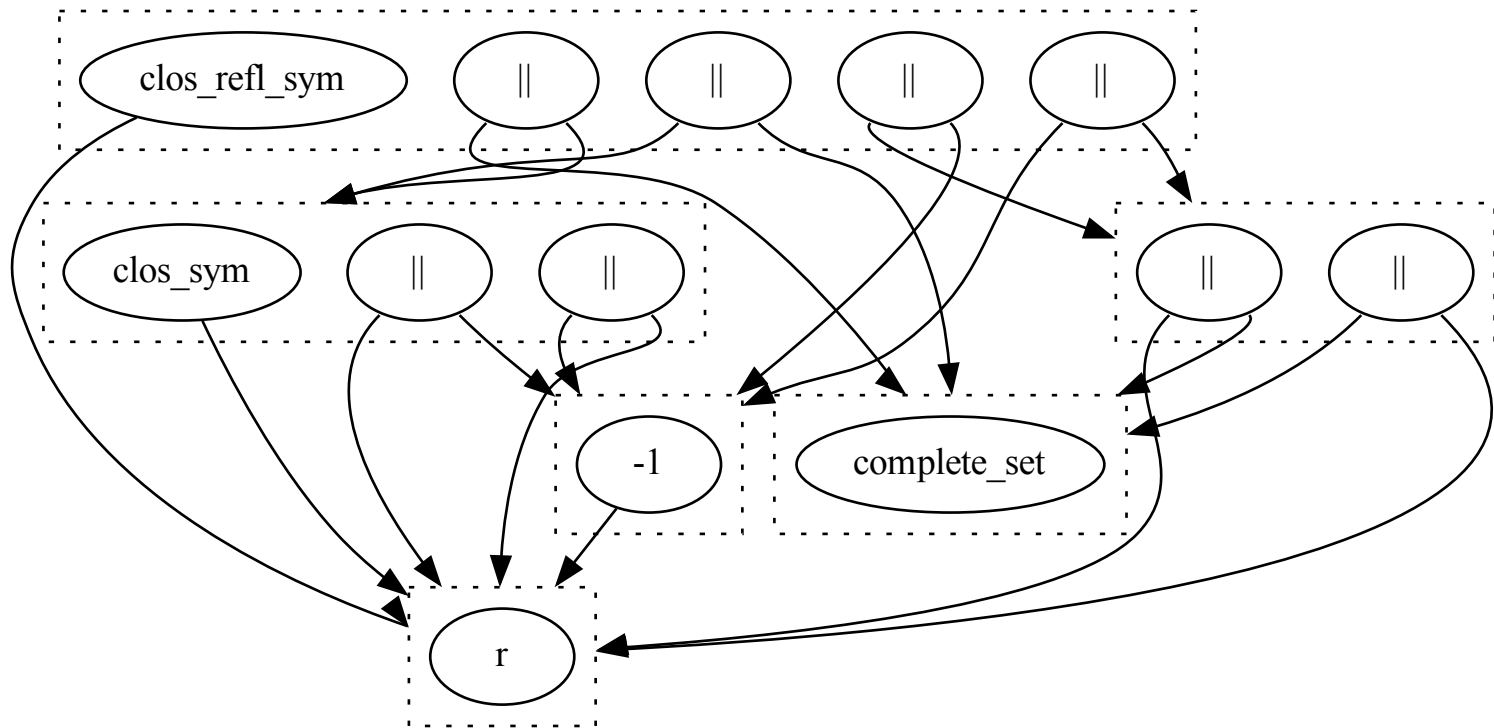 clos_refl_sym || || || ||
clos_sym || || || ||
-1 complete_set
r